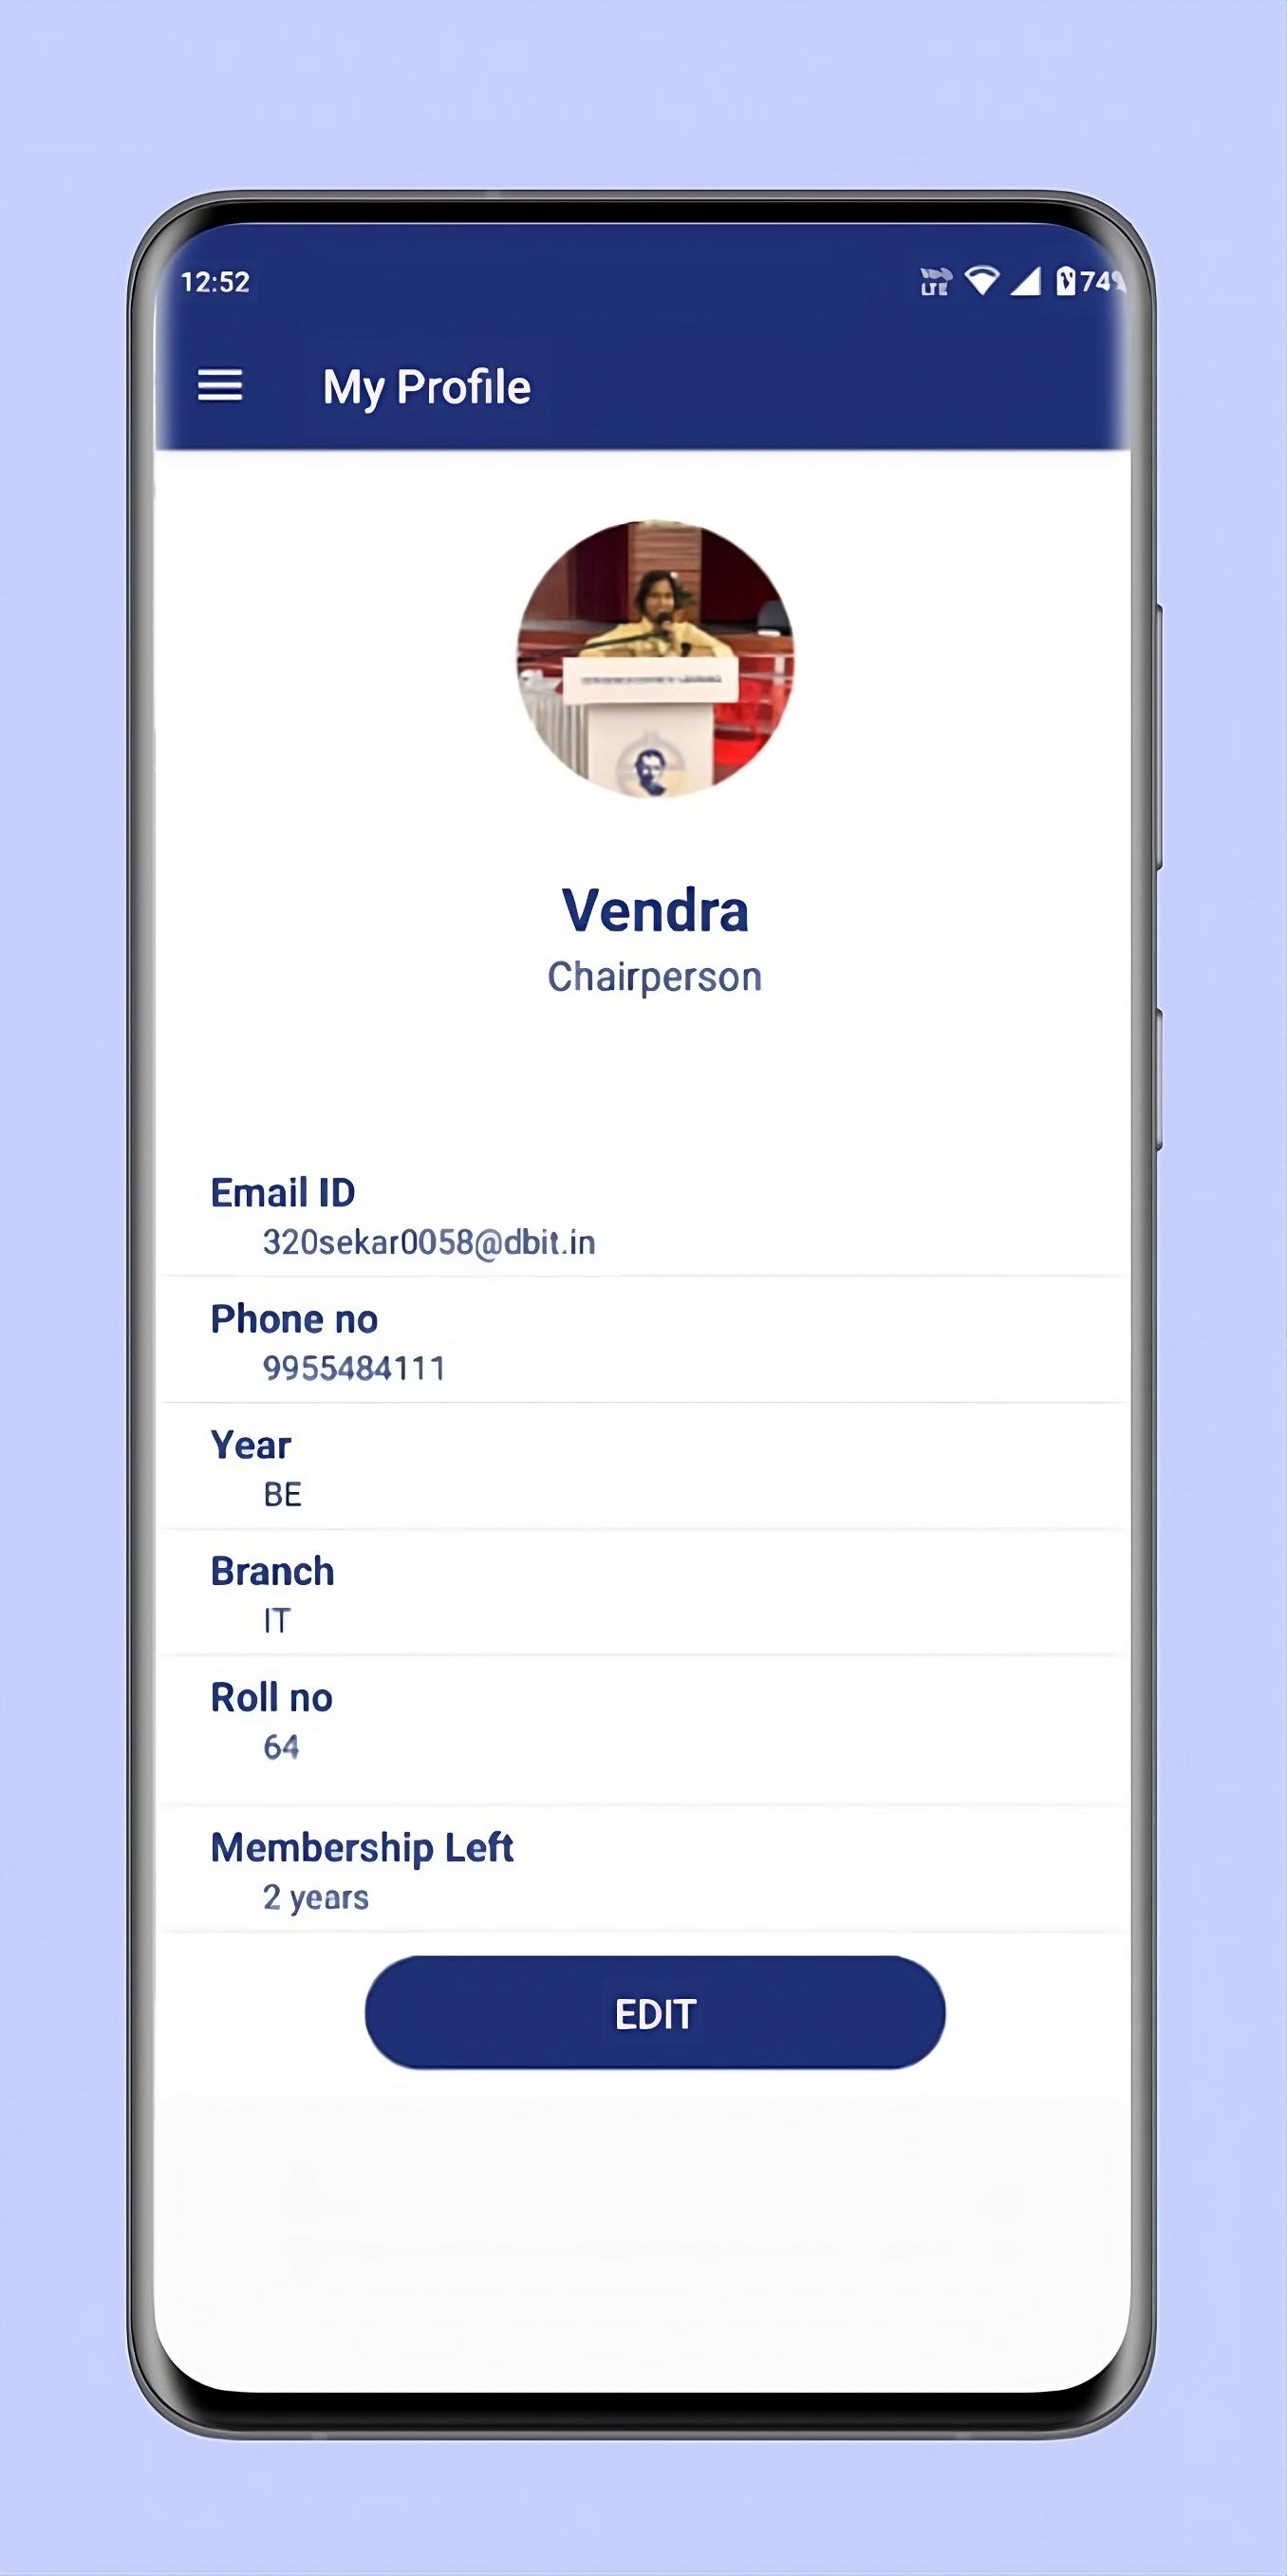 12:52
LTE
74%
My Profile
Vendra
Chairperson
Email ID
320sekar0058@dbit.in
Phone no
9955484111
Year
BE
Branch
IT
Roll no
64
Membership Left
2 years
EDIT